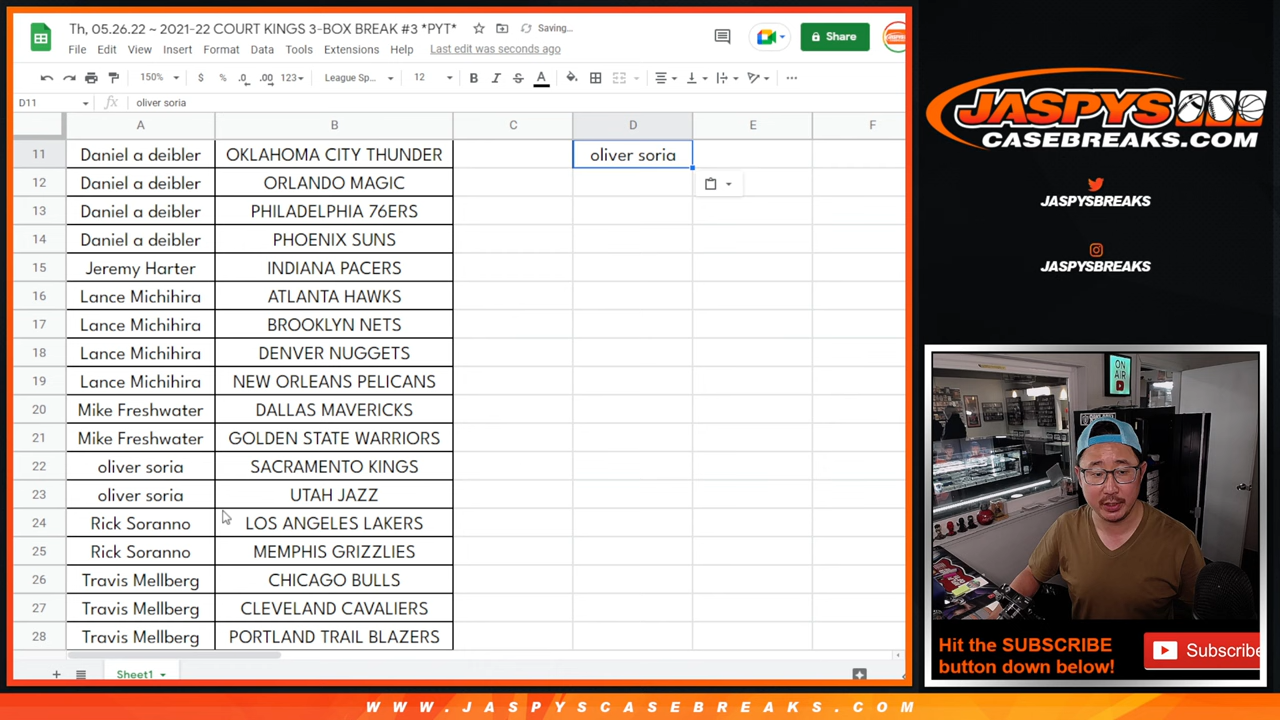 Th, 05.26.22 ~ 2021-22 COURT KINGS 3-BOX BREAK #3 *PYT*
Saving...
Share
File Edit View Insert Format Data Tools Extensions Help Last edit was seconds ago
150% $ % .0 .00 123 League Sp... 12 B I S A
D11 fx oliver soria
A B C D E F
11 Daniel a deibler OKLAHOMA CITY THUNDER oliver soria
12 Daniel a deibler ORLANDO MAGIC
13 Daniel a deibler PHILADELPHIA 76ERS
14 Daniel a deibler PHOENIX SUNS
15 Jeremy Harter INDIANA PACERS
16 Lance Michihira ATLANTA HAWKS
17 Lance Michihira BROOKLYN NETS
18 Lance Michihira DENVER NUGGETS
19 Lance Michihira NEW ORLEANS PELICANS
20 Mike Freshwater DALLAS MAVERICKS
21 Mike Freshwater GOLDEN STATE WARRIORS
22 oliver soria SACRAMENTO KINGS
23 oliver soria UTAH JAZZ
24 Rick Soranno LOS ANGELES LAKERS
25 Rick Soranno MEMPHIS GRIZZLIES
26 Travis Mellberg CHICAGO BULLS
27 Travis Mellberg CLEVELAND CAVALIERS
28 Travis Mellberg PORTLAND TRAIL BLAZERS
Sheet1
JASPYS
CASEBREAKS.COM
JASPYSBREAKS
JASPYSBREAKS
ON
AIR
Hit the SUBSCRIBE
button down below!
Subscribe
WWW.JASPYSCASEBREAKS.COM